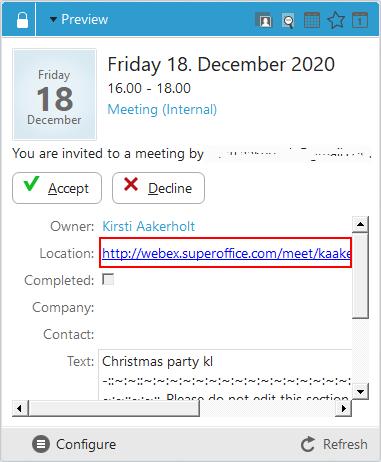 Preview
Friday
18
December
Friday 18. December 2020
16.00 - 18.00
Meeting (Internal)
You are invited to a meeting by
Accept
Decline
Owner: Kirsti Aakerholt
Location: http://webex.superoffice.com/meet/kaake
Completed:
Company:
Contact:
Text: Christmas party kl
-::~:~::~:~:~:~:~:~:~:~:~:~:~:~:~:~:~:~:~:
Please do not edit this section
Configure
Refresh